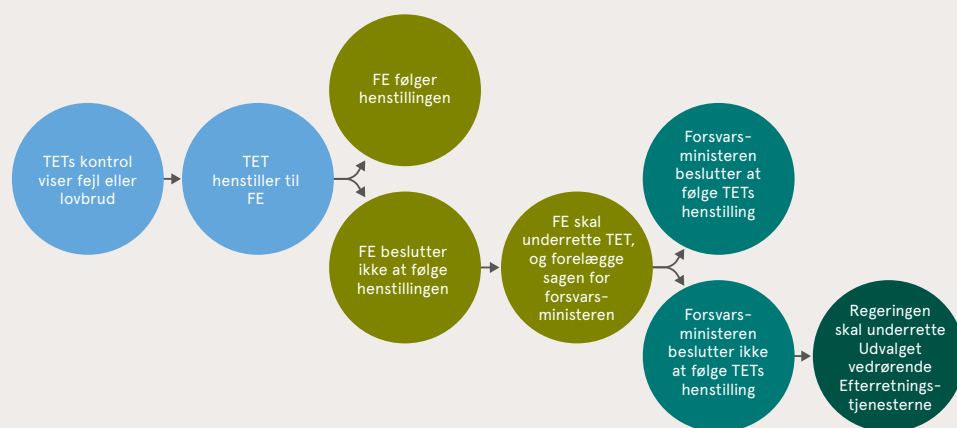 TETs kontrol
viser fejl eller
lovbrud
TET
henstiller til
FE
FE følger
henstillingen
FE beslutter
ikke at følge
henstillingen
FE skal
underrette TET,
og forelægge
sagen for
forsvars-
ministeren
Forsvars-
ministeren
beslutter at
følge TETs
henstilling
Forsvars-
ministeren
beslutter ikke
at følge TETs
henstilling
Regeringen
skal underrette
Udvalget
vedrørende
Efterretnings-
tjenesterne